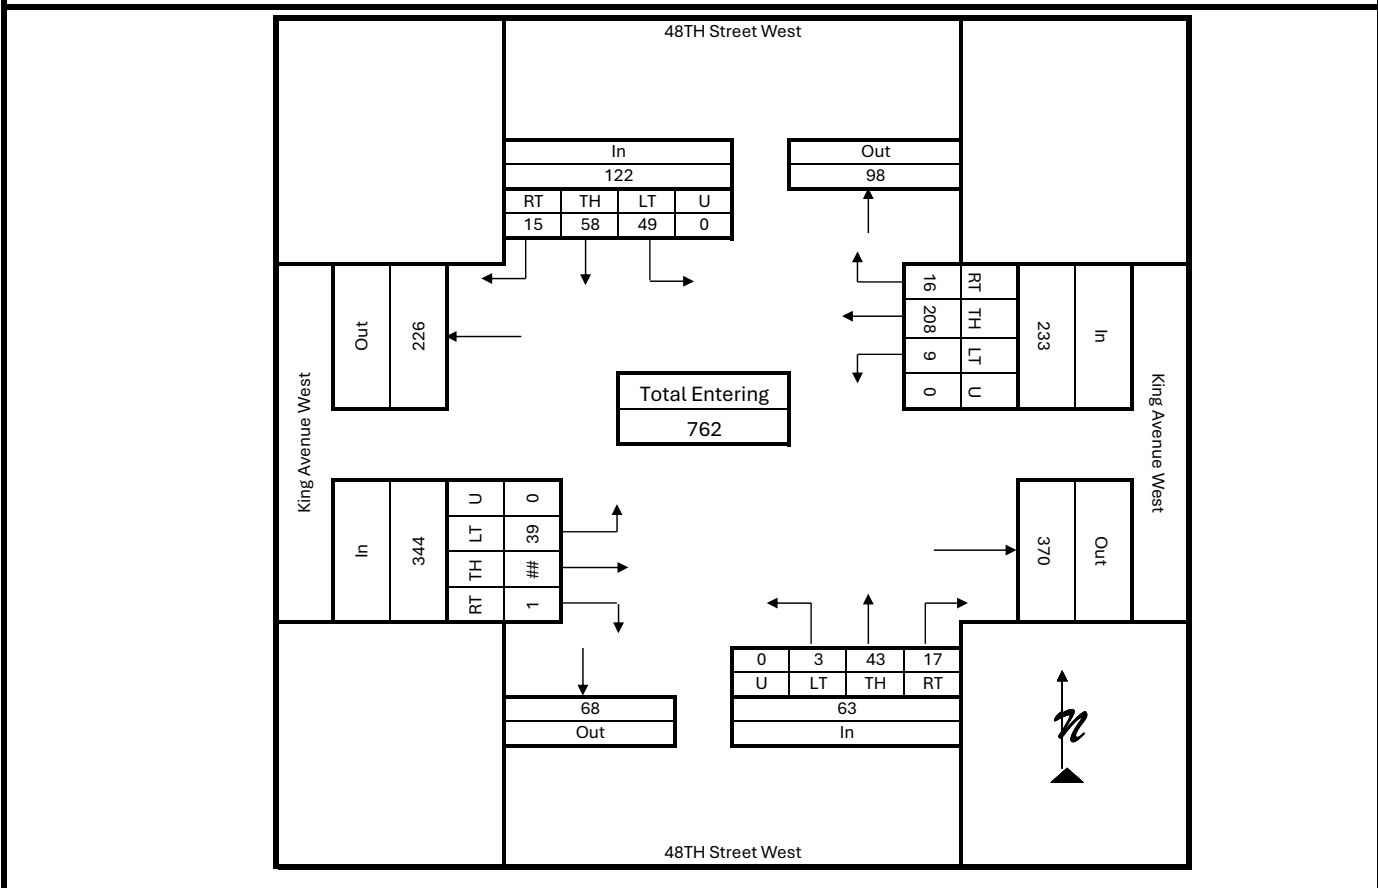 48TH Street West
In
122
RT TH LT U
15 58 49 0
Out
98
Out 226
16 RT
208 TH
9 LT
0 U
233 In
King Avenue West
King Avenue West
Total Entering
762
In 344
U 0
LT 39
TH ##
RT 1
370 Out
0 3 43 17
U LT TH RT
63
In
68
Out
N
48TH Street West